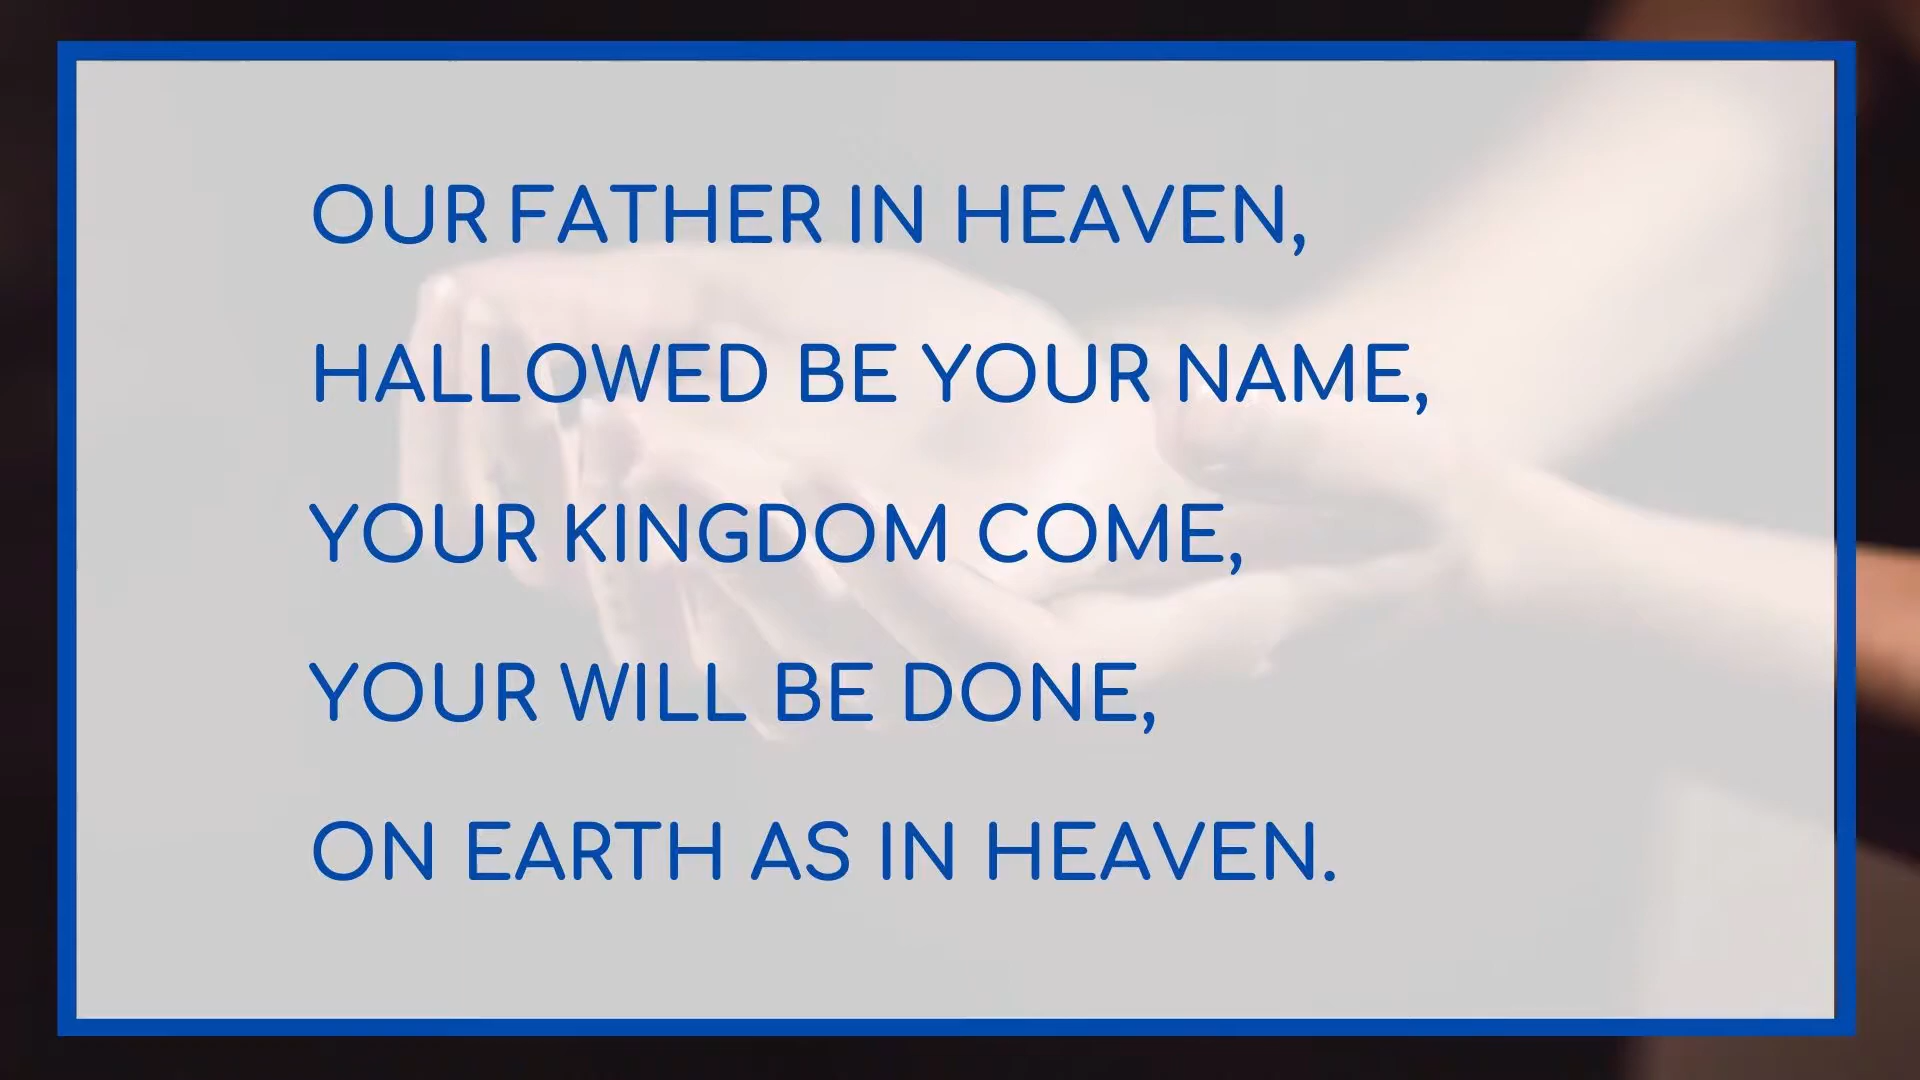 OUR FATHER IN HEAVEN,
HALLOWED BE YOUR NAME,
YOUR KINGDOM COME,
YOUR WILL BE DONE,
ON EARTH AS IN HEAVEN.